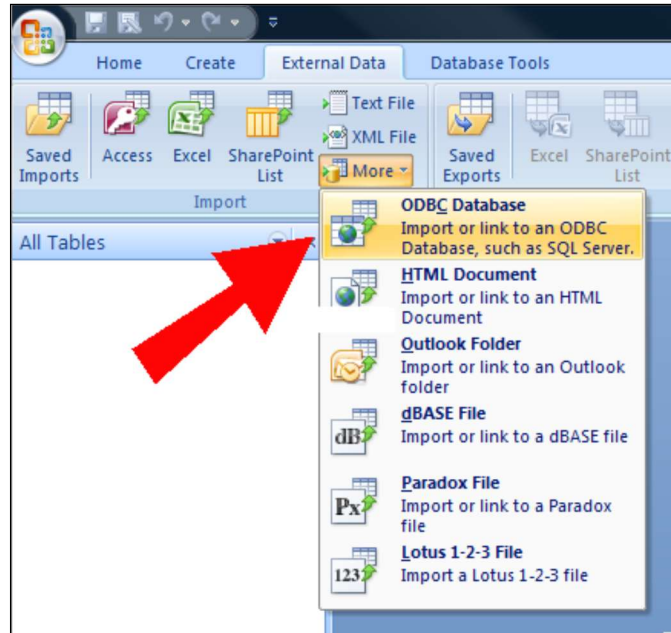 Home Create External Data Database Tools
Text File
XML File
Saved Imports
Access Excel SharePoint List
More
Saved Exports
Excel SharePoint List
Import
All Tables
ODBC Database
Import or link to an ODBC
Database, such as SQL Server.
HTML Document
Import or link to an HTML
Document
Outlook Folder
Import or link to an Outlook
folder
dB
dBASE File
Import or link to a dBASE file
Px
Paradox File
Import or link to a Paradox
file
123
Lotus 1-2-3 File
Import a Lotus 1-2-3 file